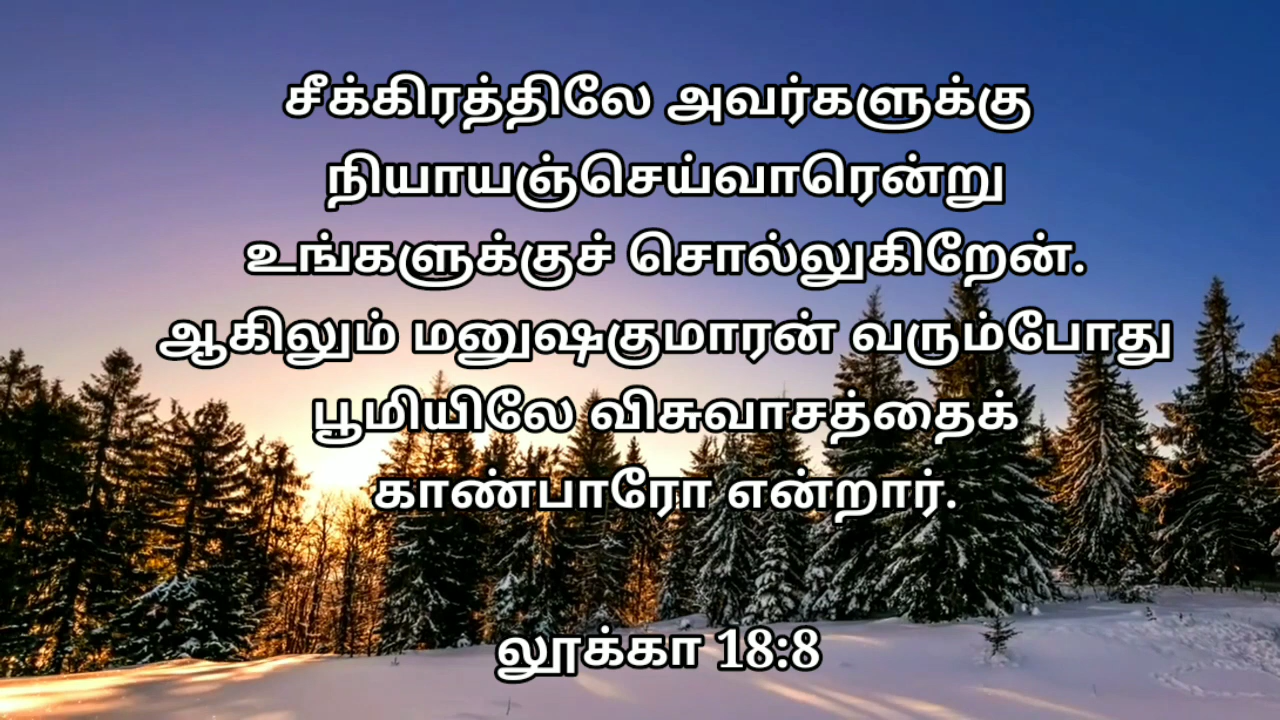 சீக்கிரத்திலே அவர்களுக்கு
நியாயஞ்செய்வாரென்று
உங்களுக்குச் சொல்லுகிறேன்.
ஆகிலும் மனுஷகுமாரன் வரும்போது
பூமியிலே விசுவாசத்தைக்
காண்பாரோ என்றார்.
லூக்கா 18:8